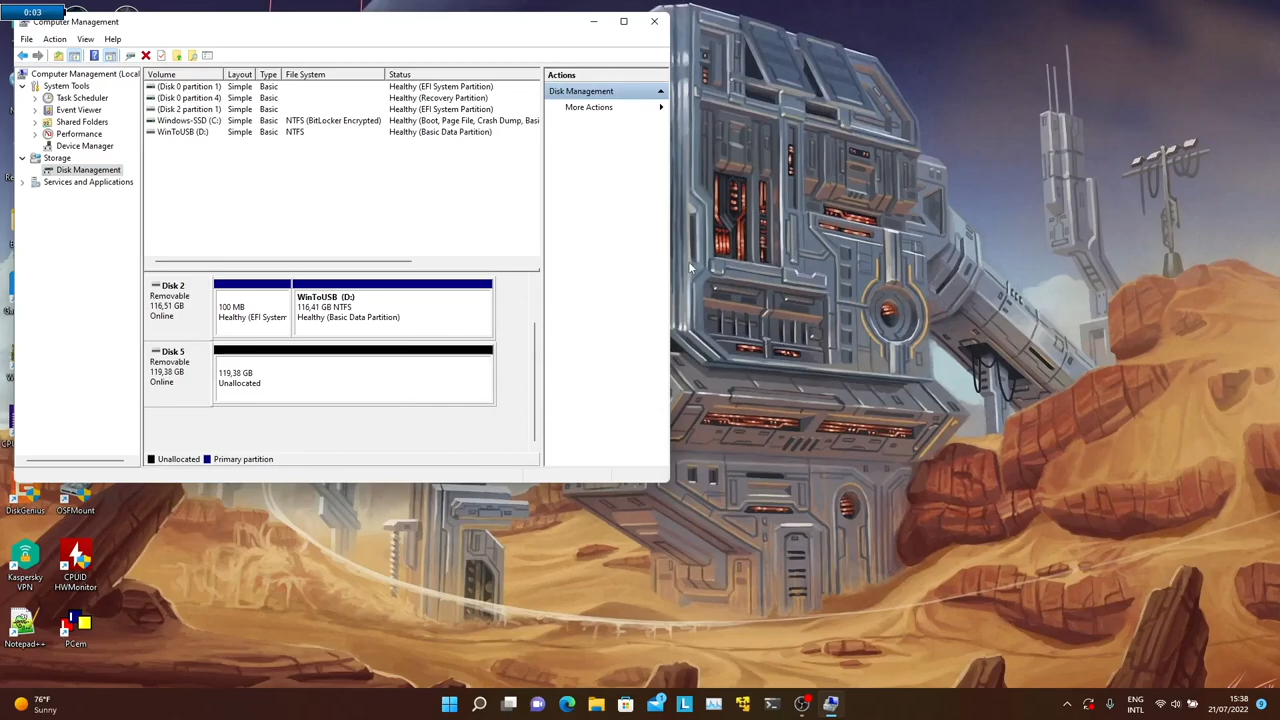 0:03
Computer Management
File Action View Help
Computer Management (Local
System Tools
Task Scheduler
Event Viewer
Shared Folders
Performance
Device Manager
Storage
Disk Management
Services and Applications
Volume Layout Type File System Status
(Disk 0 partition 1) Simple Basic Healthy (EFI System Partition)
(Disk 0 partition 4) Simple Basic Healthy (Recovery Partition)
(Disk 2 partition 1) Simple Basic Healthy (EFI System Partition)
Windows-SSD (C:) Simple Basic NTFS (BitLocker Encrypted) Healthy (Boot, Page File, Crash Dump, Basi
WinToUSB (D:) Simple Basic NTFS Healthy (Basic Data Partition)
Actions
Disk Management
More Actions
Disk 2
Removable
116,51 GB
Online
100 MB
Healthy (EFI System
WinToUSB (D:)
116,41 GB NTFS
Healthy (Basic Data Partition)
Disk 5
Removable
119,38 GB
Online
119,38 GB
Unallocated
Unallocated Primary partition
DiskGenius OSFMount
Kaspersky VPN
CPUID HWMonitor
Notepad++ PCem
76°F
Sunny
1
L
ENG
INTL
15:38
21/07/2022